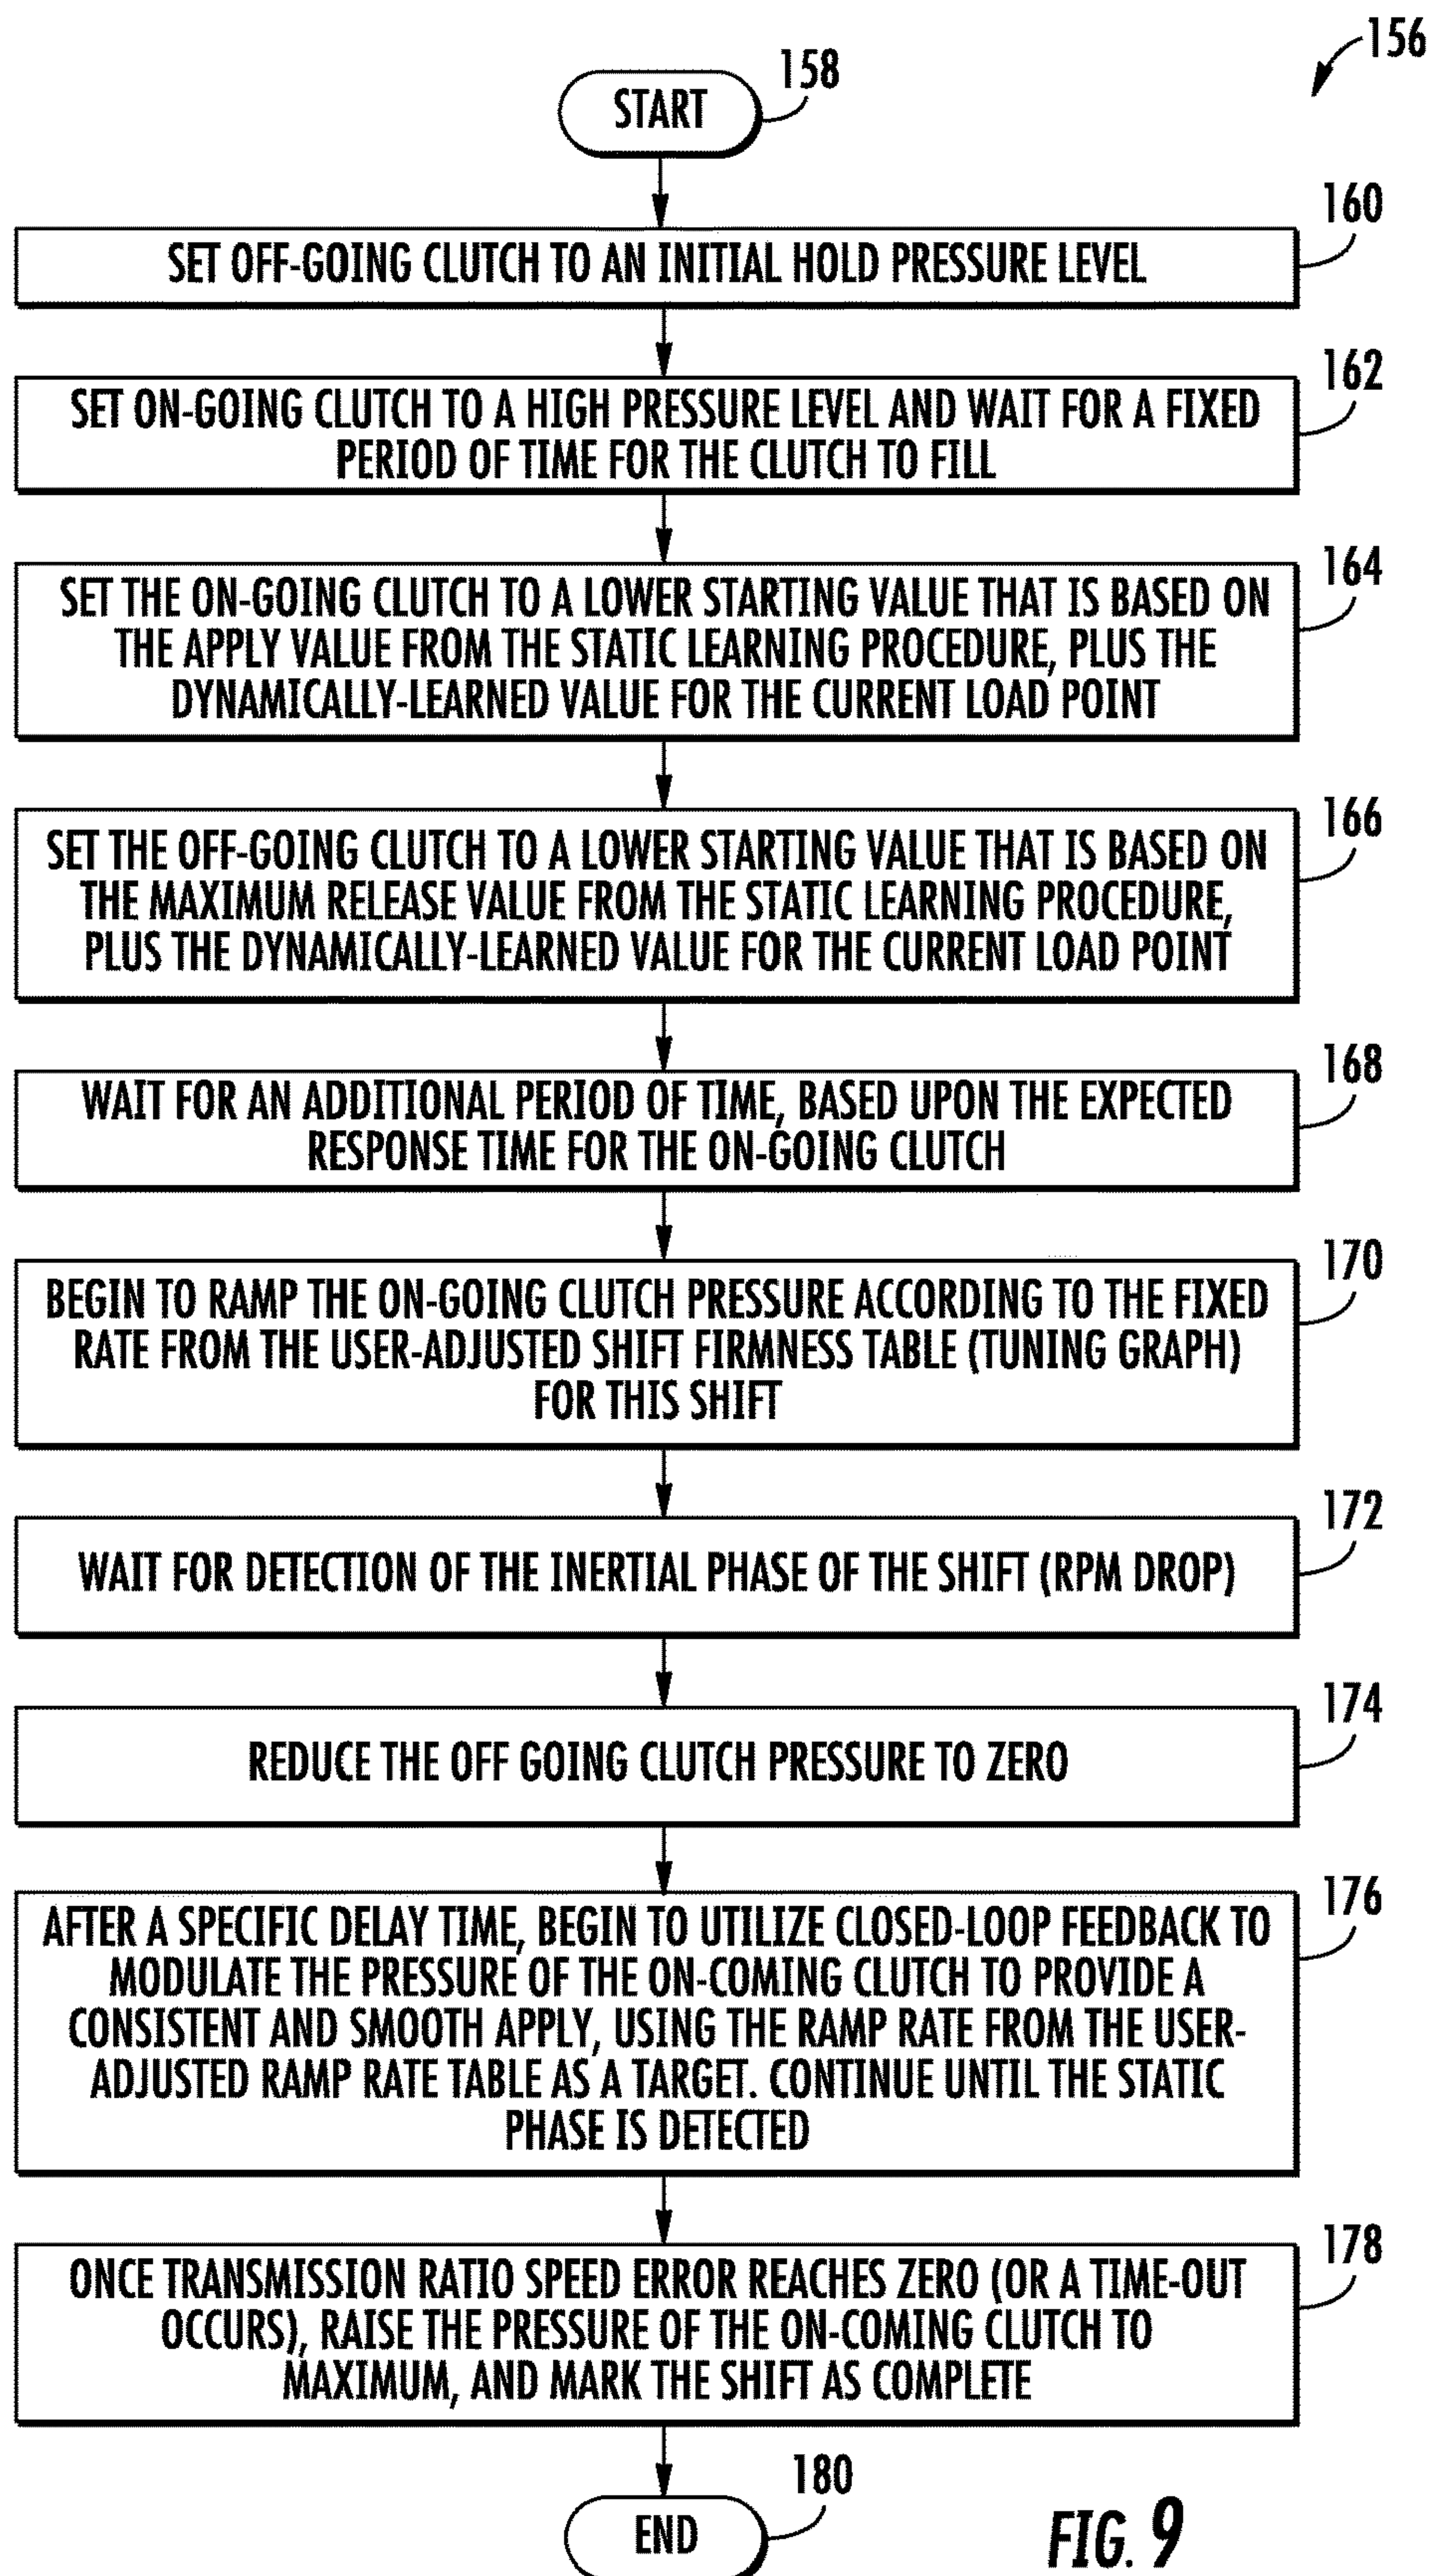 156
158
START
160
SET OFF-GOING CLUTCH TO AN INITIAL HOLD PRESSURE LEVEL
162
SET ON-GOING CLUTCH TO A HIGH PRESSURE LEVEL AND WAIT FOR A FIXED
PERIOD OF TIME FOR THE CLUTCH TO FILL
164
SET THE ON-GOING CLUTCH TO A LOWER STARTING VALUE THAT IS BASED ON
THE APPLY VALUE FROM THE STATIC LEARNING PROCEDURE, PLUS THE
DYNAMICALLY-LEARNED VALUE FOR THE CURRENT LOAD POINT
166
SET THE OFF-GOING CLUTCH TO A LOWER STARTING VALUE THAT IS BASED ON
THE MAXIMUM RELEASE VALUE FROM THE STATIC LEARNING PROCEDURE,
PLUS THE DYNAMICALLY-LEARNED VALUE FOR THE CURRENT LOAD POINT
168
WAIT FOR AN ADDITIONAL PERIOD OF TIME, BASED UPON THE EXPECTED
RESPONSE TIME FOR THE ON-GOING CLUTCH
170
BEGIN TO RAMP THE ON-GOING CLUTCH PRESSURE ACCORDING TO THE FIXED
RATE FROM THE USER-ADJUSTED SHIFT FIRMNESS TABLE (TUNING GRAPH)
FOR THIS SHIFT
172
WAIT FOR DETECTION OF THE INERTIAL PHASE OF THE SHIFT (RPM DROP)
174
REDUCE THE OFF GOING CLUTCH PRESSURE TO ZERO
176
AFTER A SPECIFIC DELAY TIME, BEGIN TO UTILIZE CLOSED-LOOP FEEDBACK TO
MODULATE THE PRESSURE OF THE ON-COMING CLUTCH TO PROVIDE A
CONSISTENT AND SMOOTH APPLY, USING THE RAMP RATE FROM THE USER-
ADJUSTED RAMP RATE TABLE AS A TARGET. CONTINUE UNTIL THE STATIC
PHASE IS DETECTED
178
ONCE TRANSMISSION RATIO SPEED ERROR REACHES ZERO (OR A TIME-OUT
OCCURS), RAISE THE PRESSURE OF THE ON-COMING CLUTCH TO
MAXIMUM, AND MARK THE SHIFT AS COMPLETE
180
END
FIG. 9